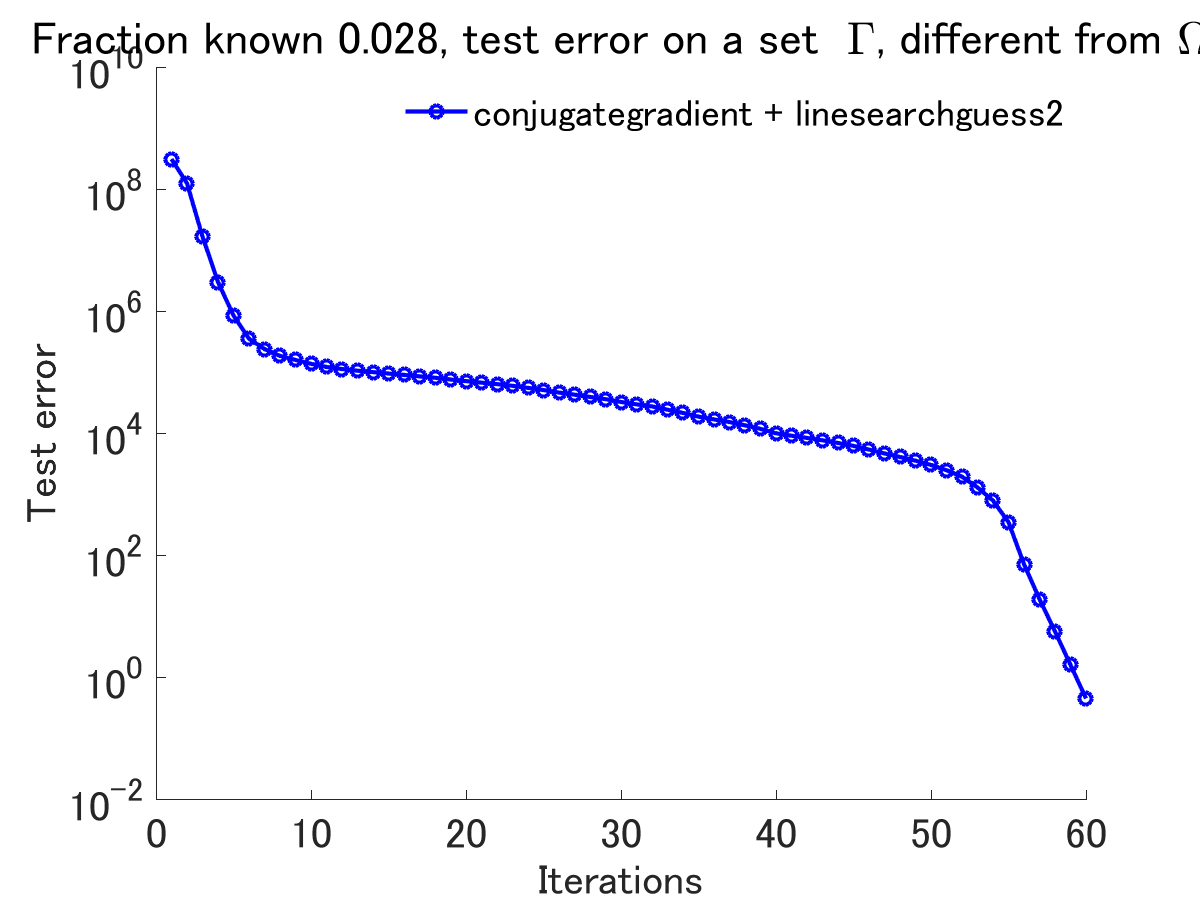 Fraction known 0.028, test error on a set Γ, different from Ω
10^10
conjugategradient + linesearchguess2
10^8
10^6
10^4
10^2
10^0
10^-2
Test error
0 10 20 30 40 50 60
Iterations